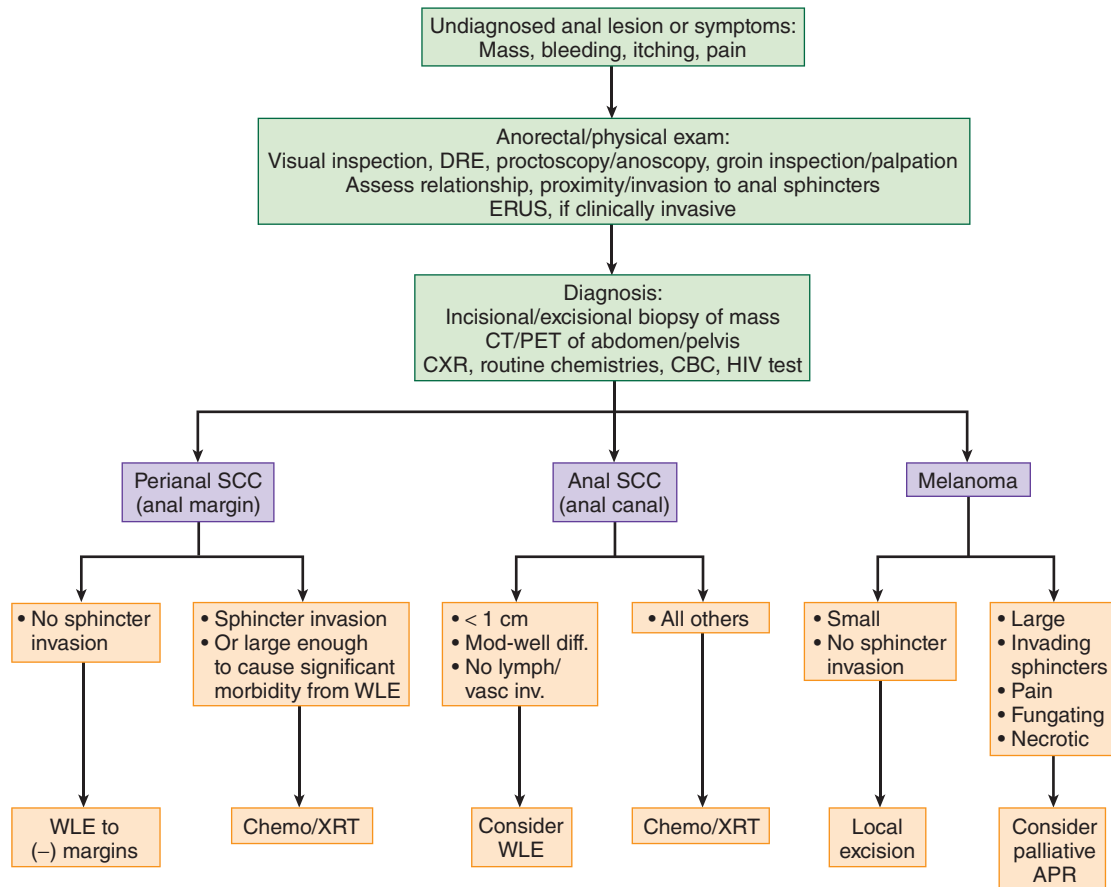 Undiagnosed anal lesion or symptoms:
Mass, bleeding, itching, pain
Anorectal/physical exam:
Visual inspection, DRE, proctoscopy/anoscopy, groin inspection/palpation
Assess relationship, proximity/invasion to anal sphincters
ERUS, if clinically invasive
Diagnosis:
Incisional/excisional biopsy of mass
CT/PET of abdomen/pelvis
CXR, routine chemistries, CBC, HIV test
Perianal SCC
(anal margin)
Anal SCC
(anal canal)
Melanoma
• No sphincter
invasion
• Sphincter invasion
• Or large enough
to cause significant
morbidity from WLE
• < 1 cm
• Mod-well diff.
• No lymph/
vasc inv.
• All others
• Small
• No sphincter
invasion
• Large
• Invading
sphincters
• Pain
• Fungating
• Necrotic
WLE to
(–) margins
Chemo/XRT
Consider
WLE
Chemo/XRT
Local
excision
Consider
palliative
APR